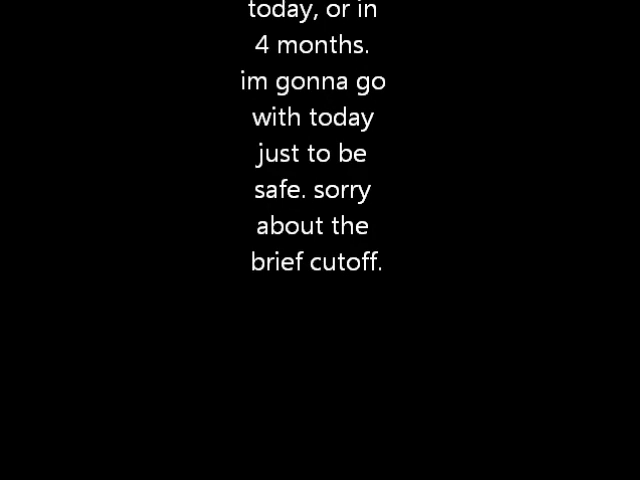 today, or in
4 months.
im gonna go
with today
just to be
safe. sorry
about the
brief cutoff.